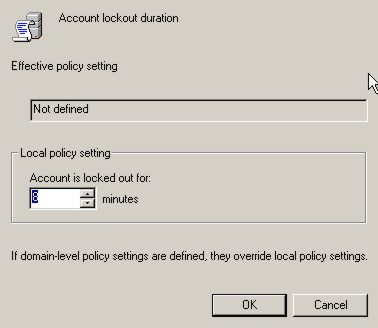 Account lockout duration
Effective policy setting
Not defined
Local policy setting
Account is locked out for:
minutes
If domain-level policy settings are defined, they override local policy settings.
OK
Cancel